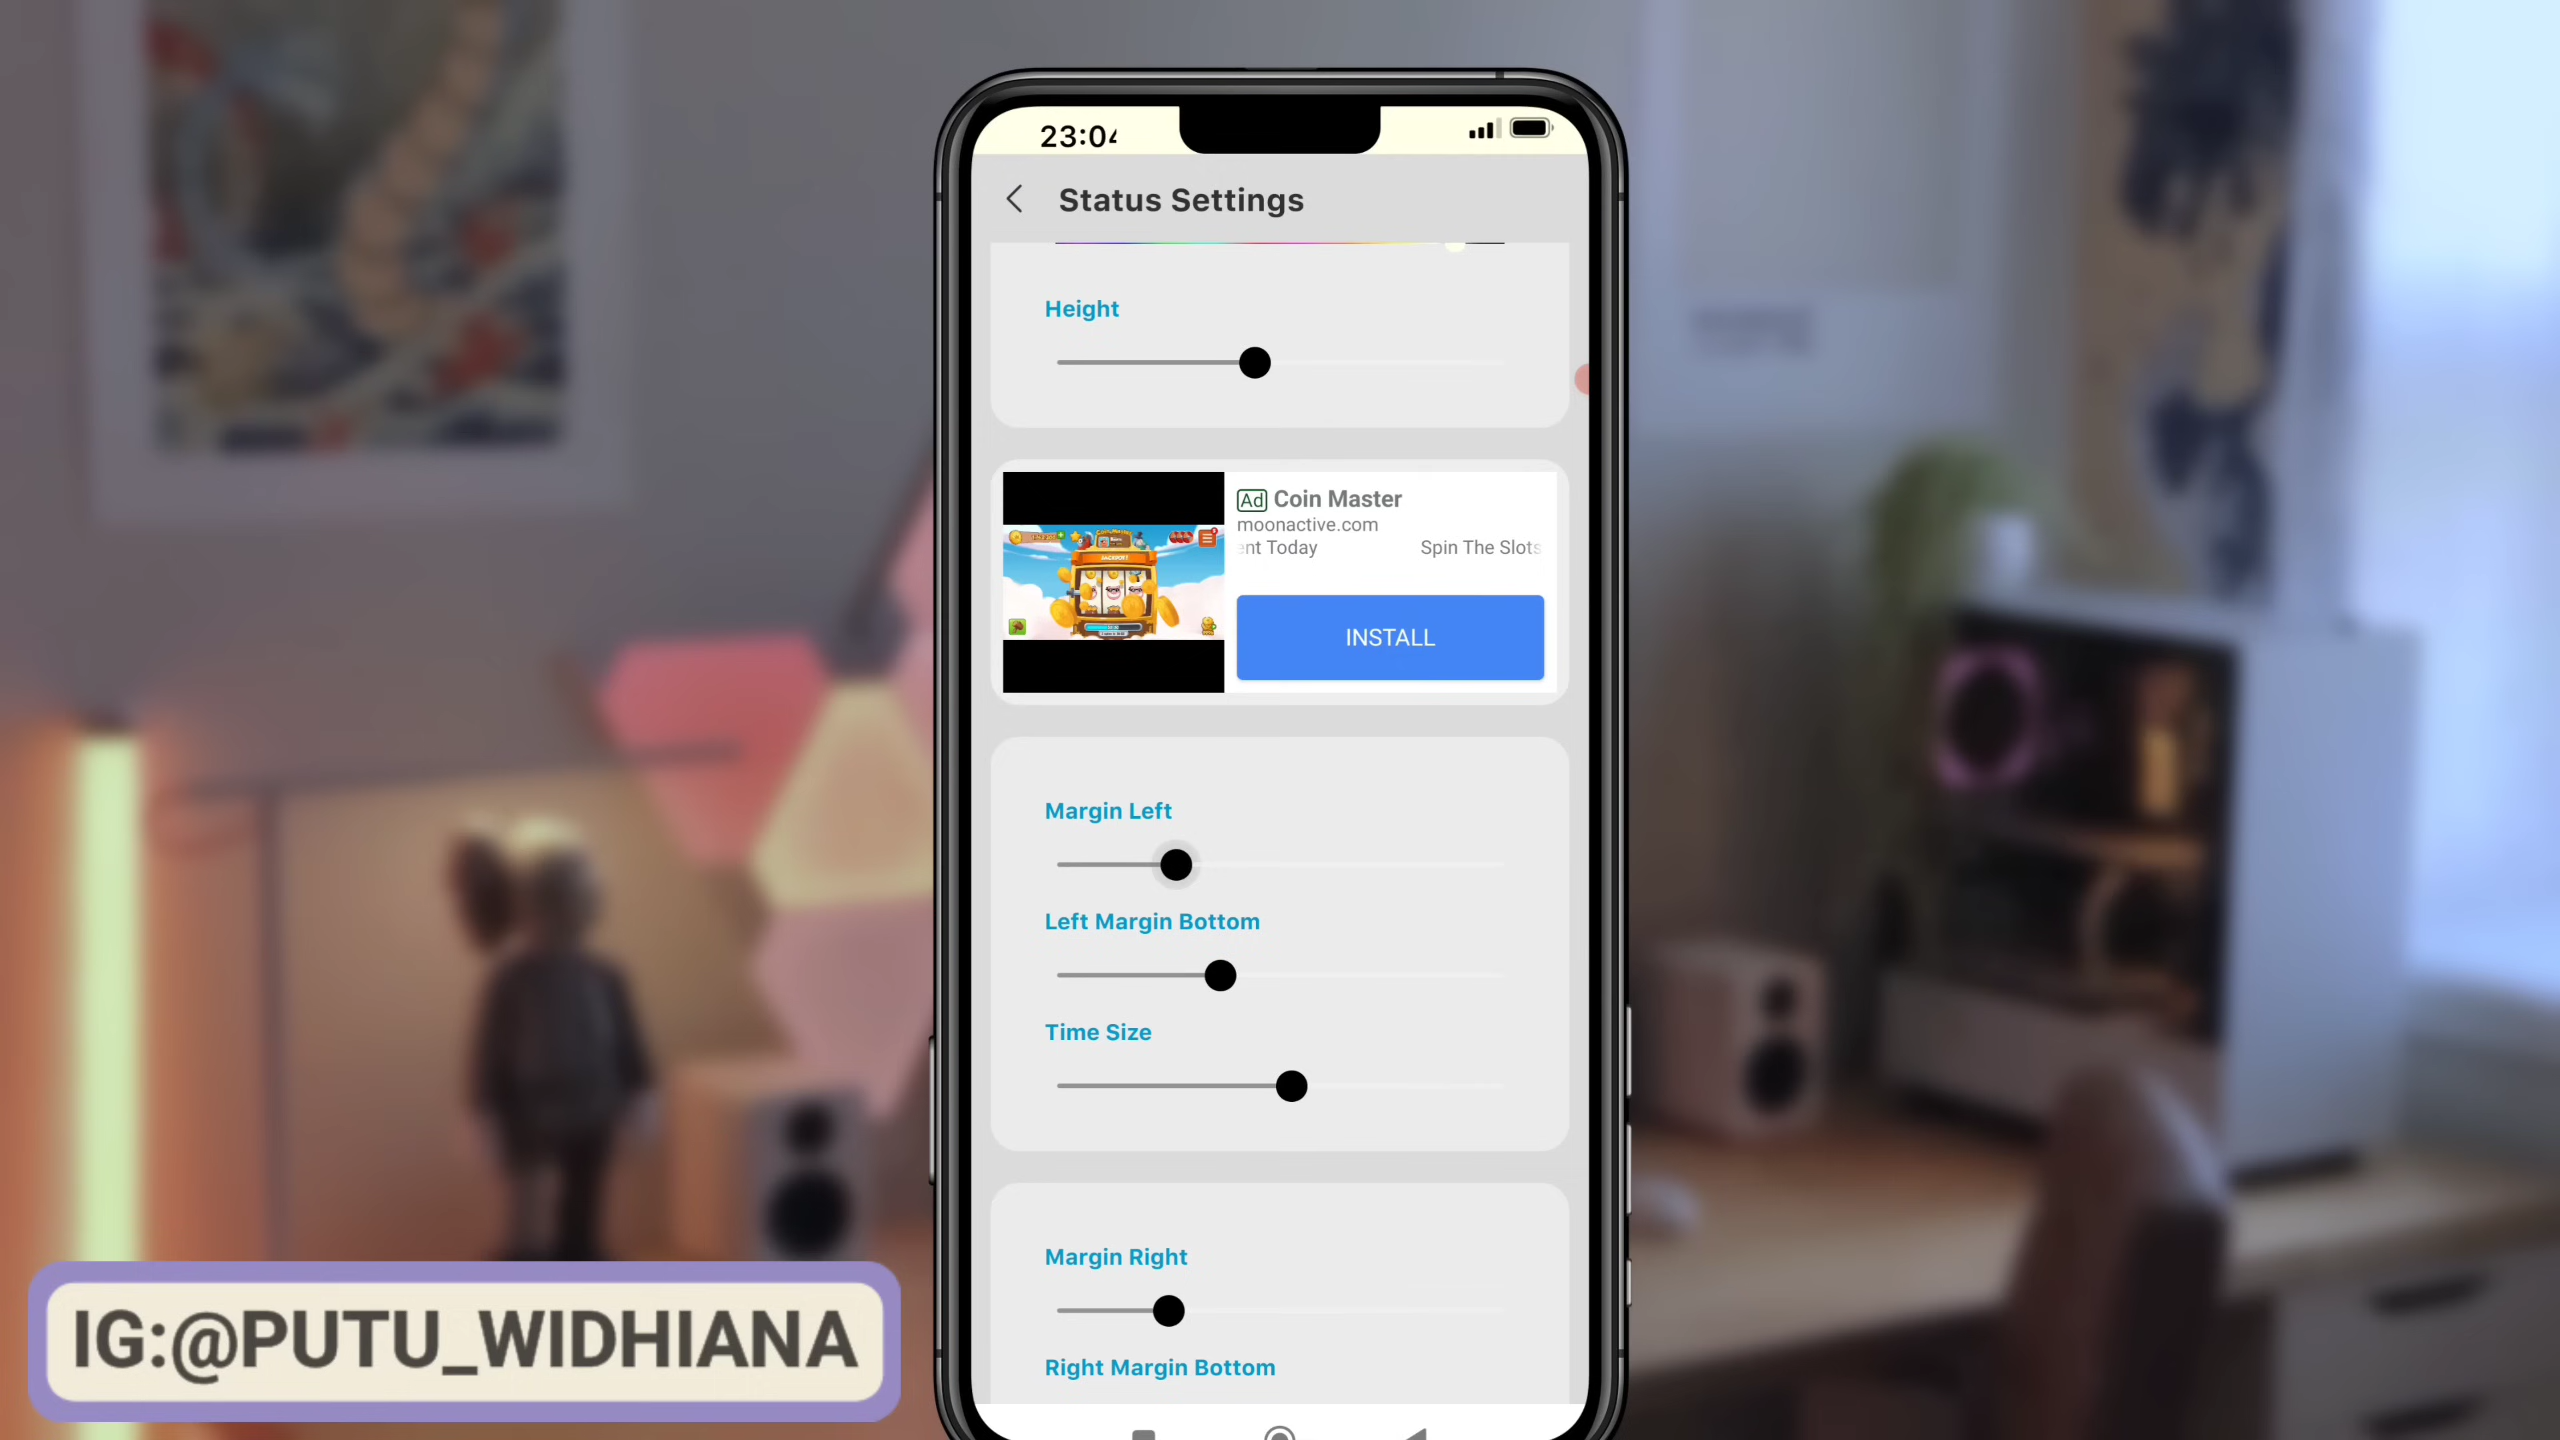 23:04
Status Settings
Height
Ad Coin Master
moonactive.com
ent Today Spin The Slots
INSTALL
Margin Left
Left Margin Bottom
Time Size
Margin Right
Right Margin Bottom
IG:@PUTU_WIDHIANA